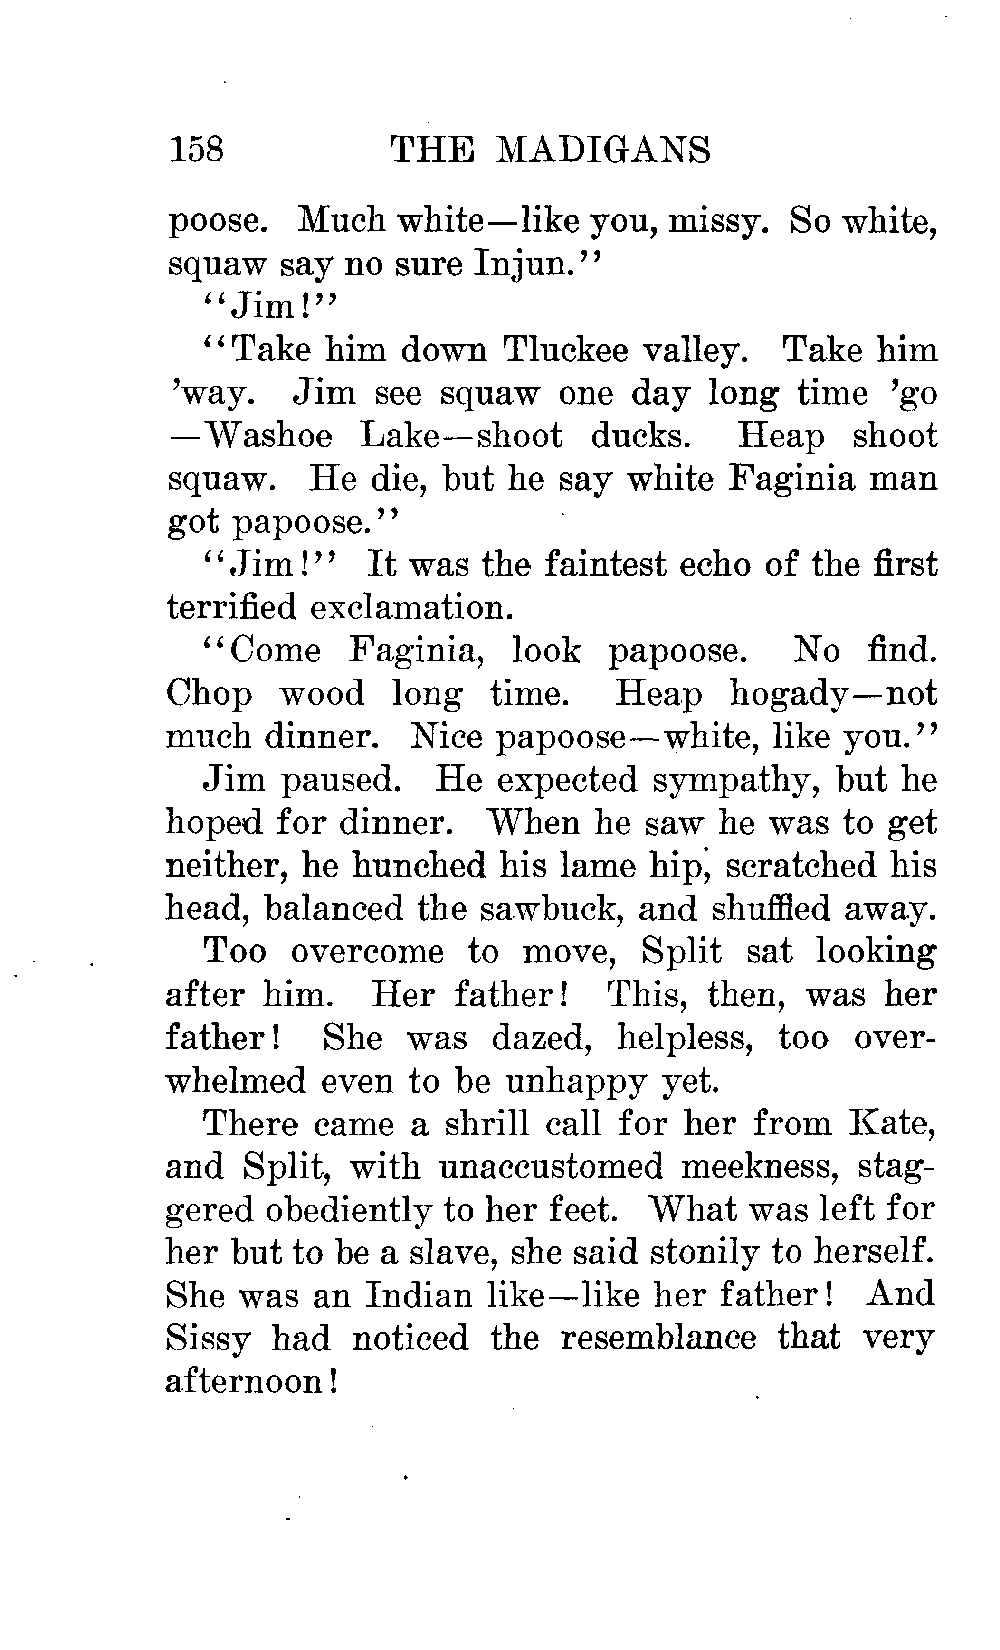 158 THE MADIGANS
poose. Much white—like you, missy. So white,
squaw say no sure Injun."
"Jim!"
"Take him down Tluckee valley. Take him
'way. Jim see squaw one day long time 'go
—Washoe Lake—shoot ducks. Heap shoot
squaw. He die, but he say white Faginia man
got papoose."
"Jim!" It was the faintest echo of the first
terrified exclamation.
"Come Faginia, look papoose. No find.
Chop wood long time. Heap hogady—not
much dinner. Nice papoose—white, like you."
Jim paused. He expected sympathy, but he
hoped for dinner. When he saw he was to get
neither, he hunched his lame hip, scratched his
head, balanced the sawbuck, and shuffled away.
Too overcome to move, Split sat looking
after him. Her father! This, then, was her
father! She was dazed, helpless, too over-
whelmed even to be unhappy yet.
There came a shrill call for her from Kate,
and Split, with unaccustomed meekness, stag-
gered obediently to her feet. What was left for
her but to be a slave, she said stonily to herself.
She was an Indian like—like her father! And
Sissy had noticed the resemblance that very
afternoon!